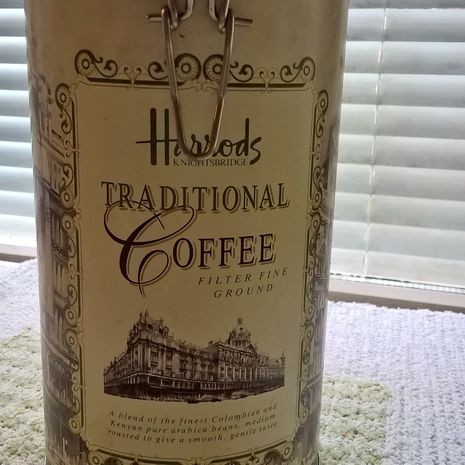 Harrods
KNIGHTSBRIDGE
TRADITIONAL
COFFEE
FILTER FINE
GROUND
A blend of the finest Colombian and
Kenyan pure arabica beans, medium
roasted to give a smooth, gentle taste.